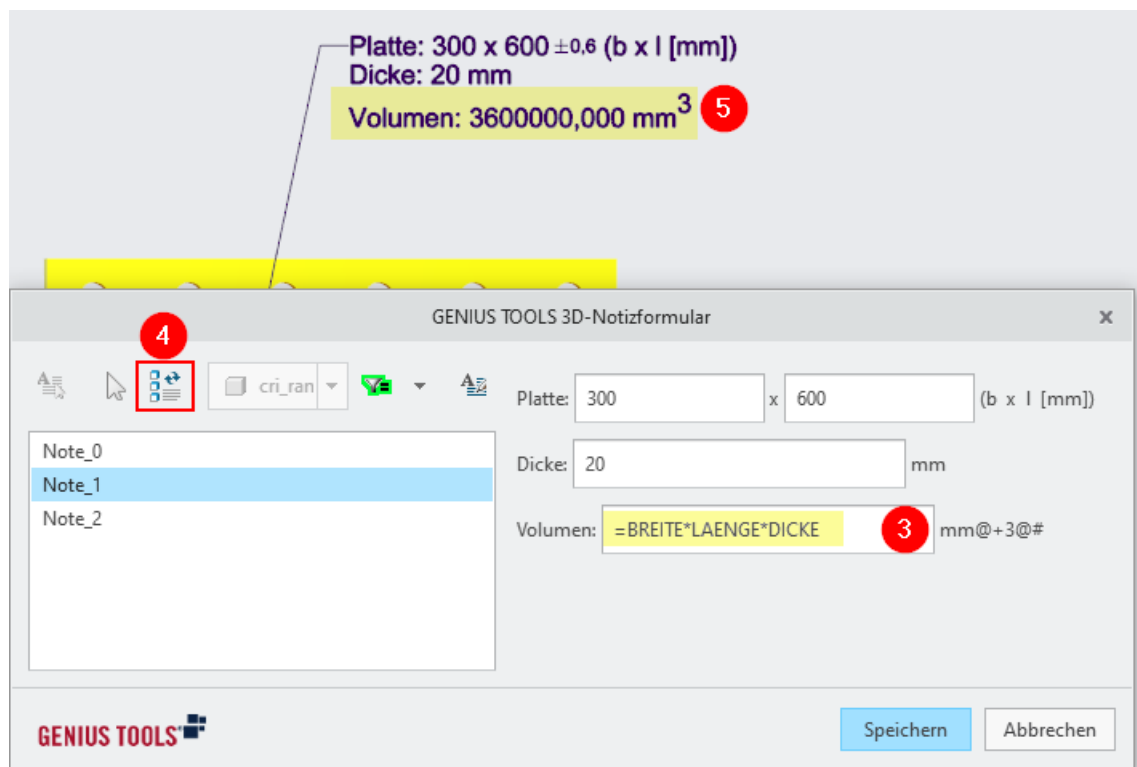 Platte: 300 x 600 ±0,6 (b x l [mm])
Dicke: 20 mm
Volumen: 3600000,000 mm³ 5
GENIUS TOOLS 3D-Notizformular x
4
cri_ran
Platte: 300 x 600 (b x l [mm])
Note_0
Note_1
Note_2
Dicke: 20 mm
Volumen: =BREITE*LAENGE*DICKE 3 mm@+3@#
GENIUS TOOLS
Speichern Abbrechen